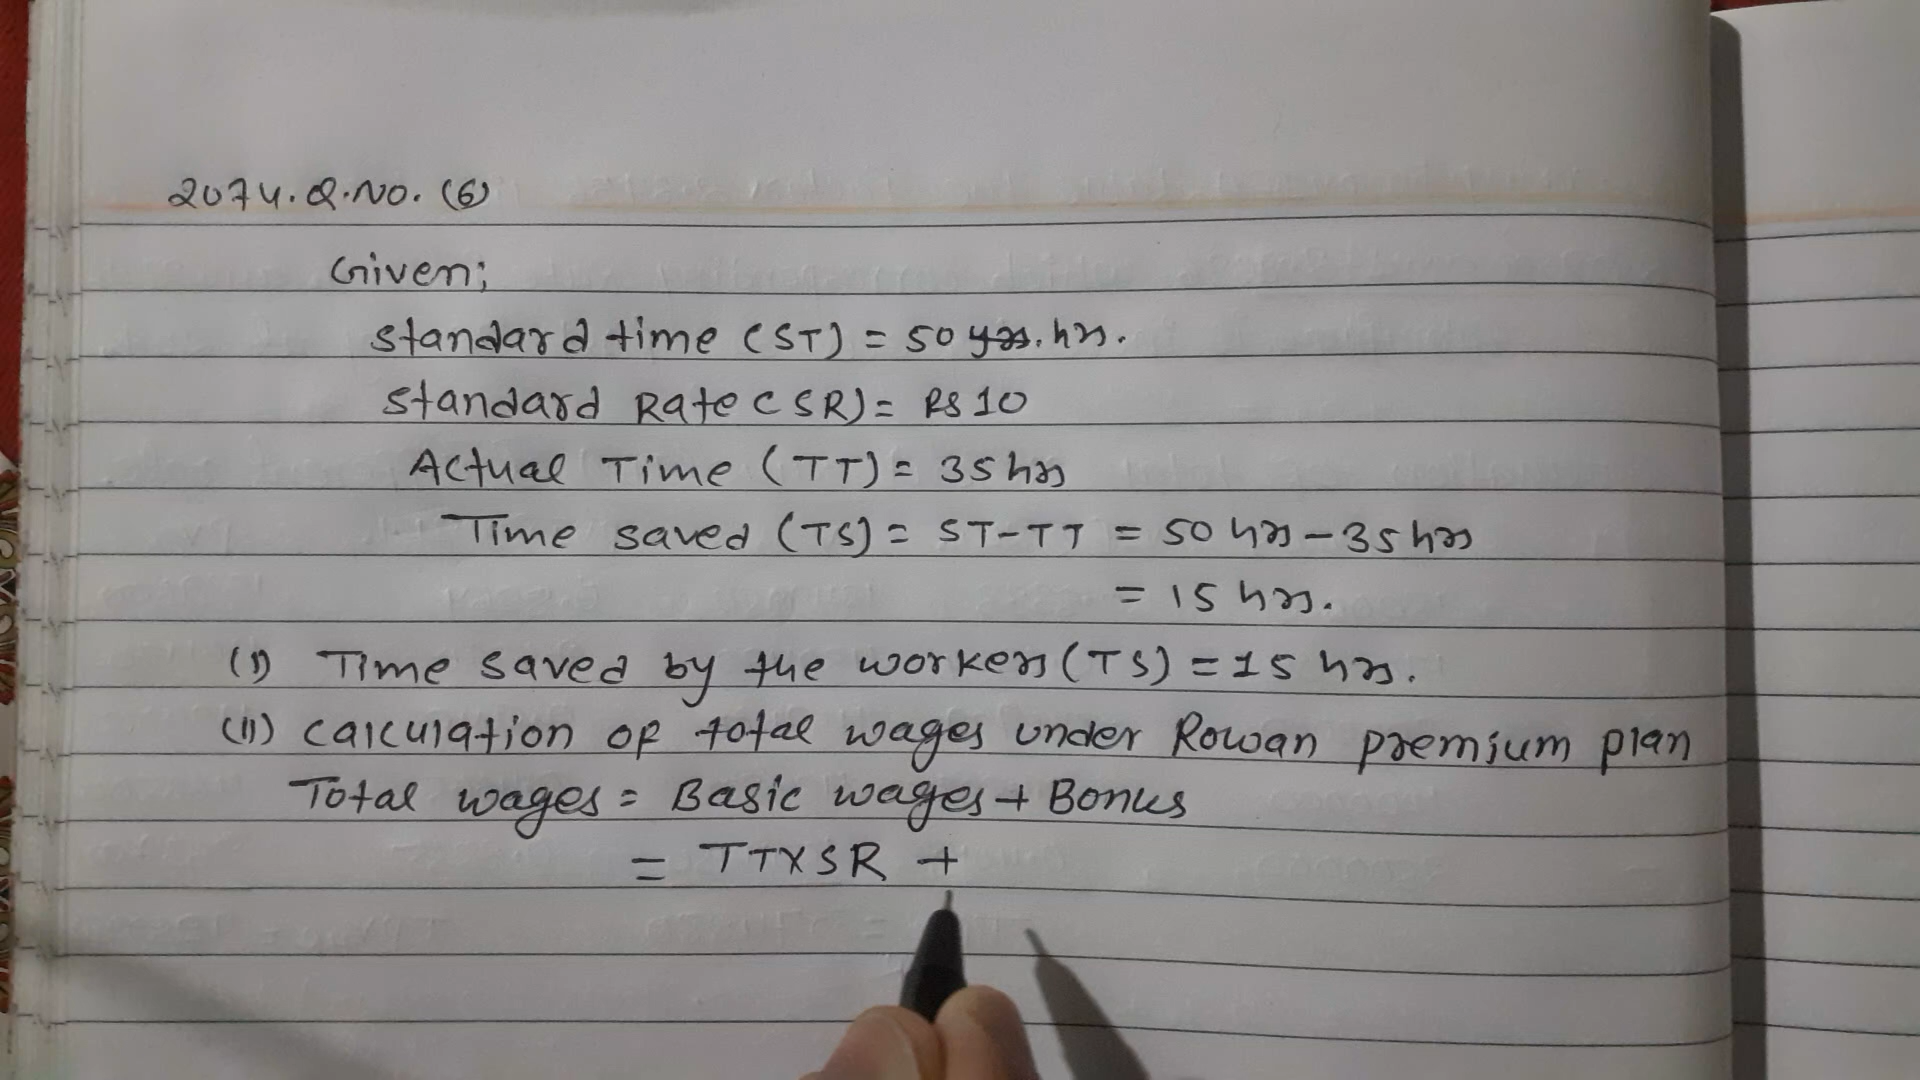 2074.Q.No. (6)
Given;
Standard time (ST) = 50 yrs. hrs.
Standard Rate (SR) = RS 10
Actual Time (TT) = 35 hrs
Time saved (TS) = ST-TT = 50 hrs - 35 hrs
= 15 hrs.
(i) Time saved by the workers (TS) = 15 hrs.
(ii) Calculation of total wages under Rowan premium plan
Total wages = Basic wages + Bonus
= TTXSR +